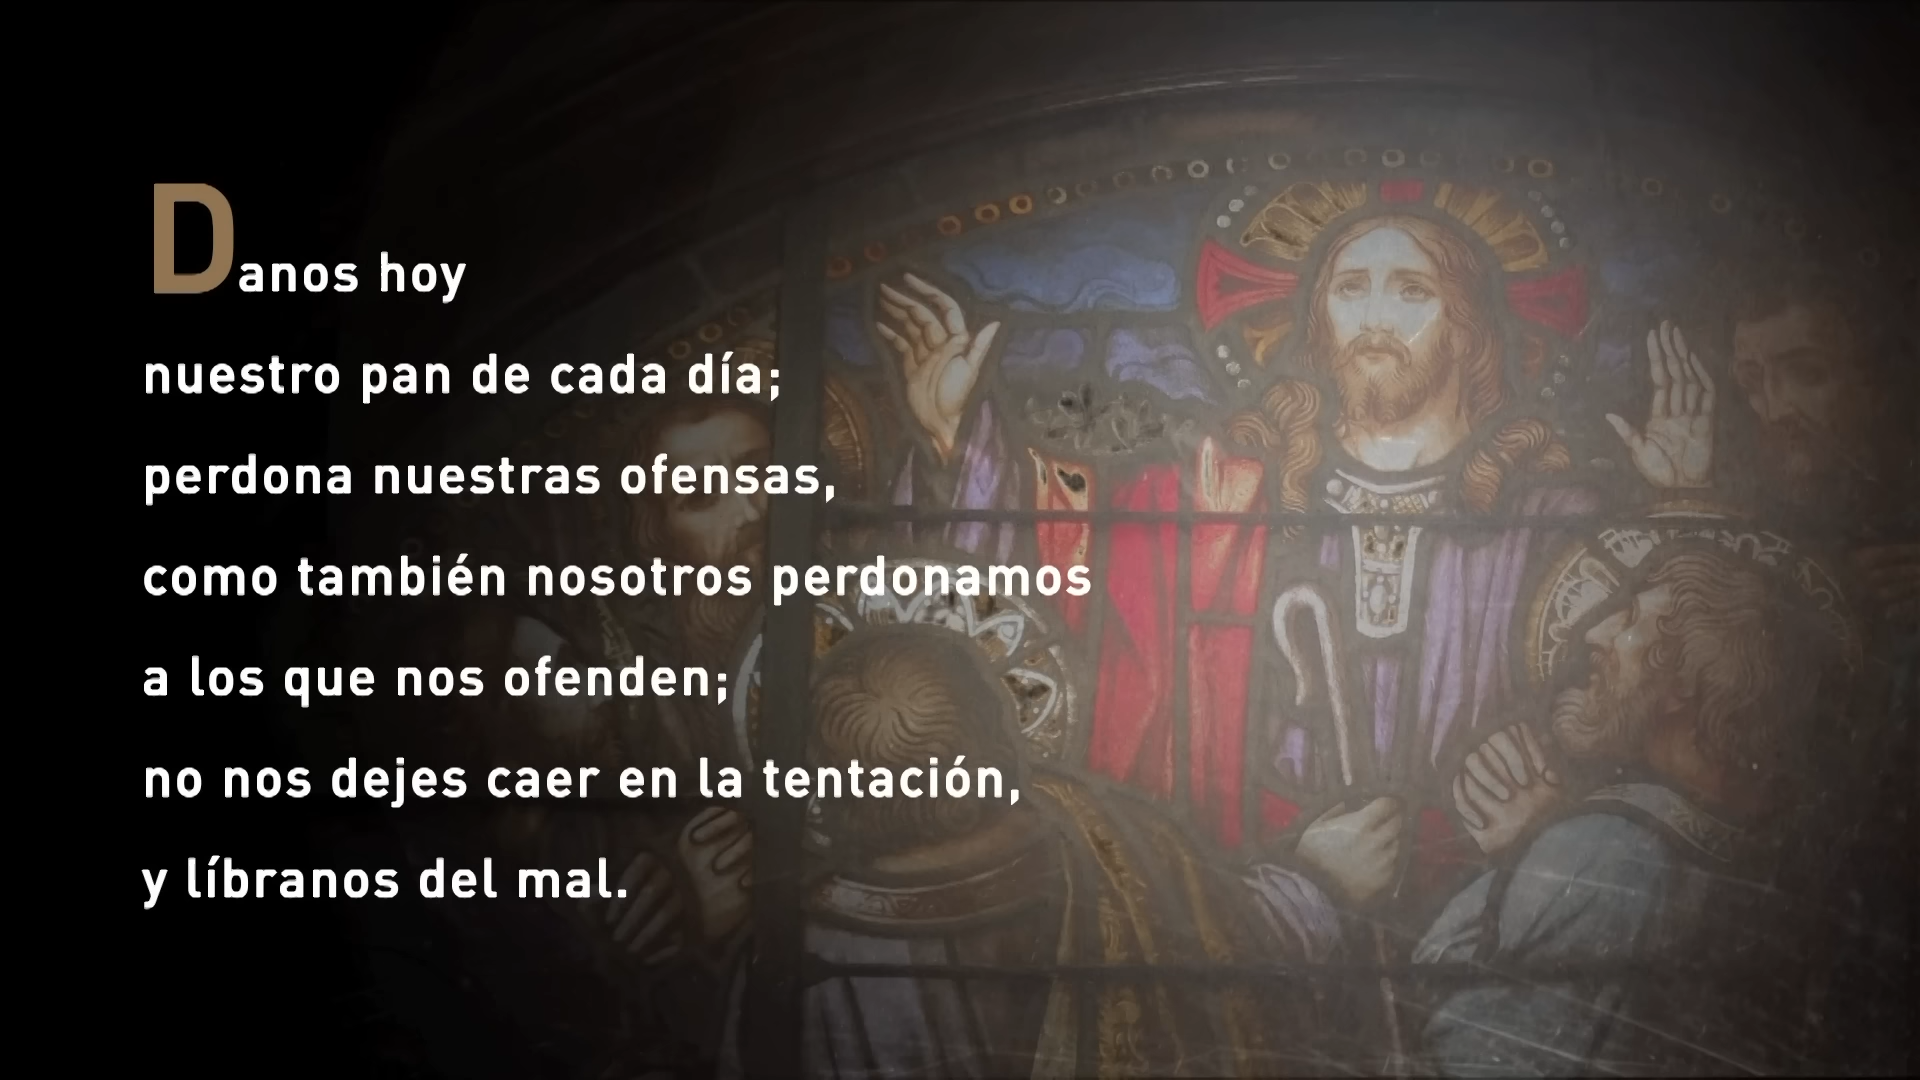 Danos hoy
nuestro pan de cada día;
perdona nuestras ofensas,
como también nosotros perdonamos
a los que nos ofenden;
no nos dejes caer en la tentación,
y líbranos del mal.